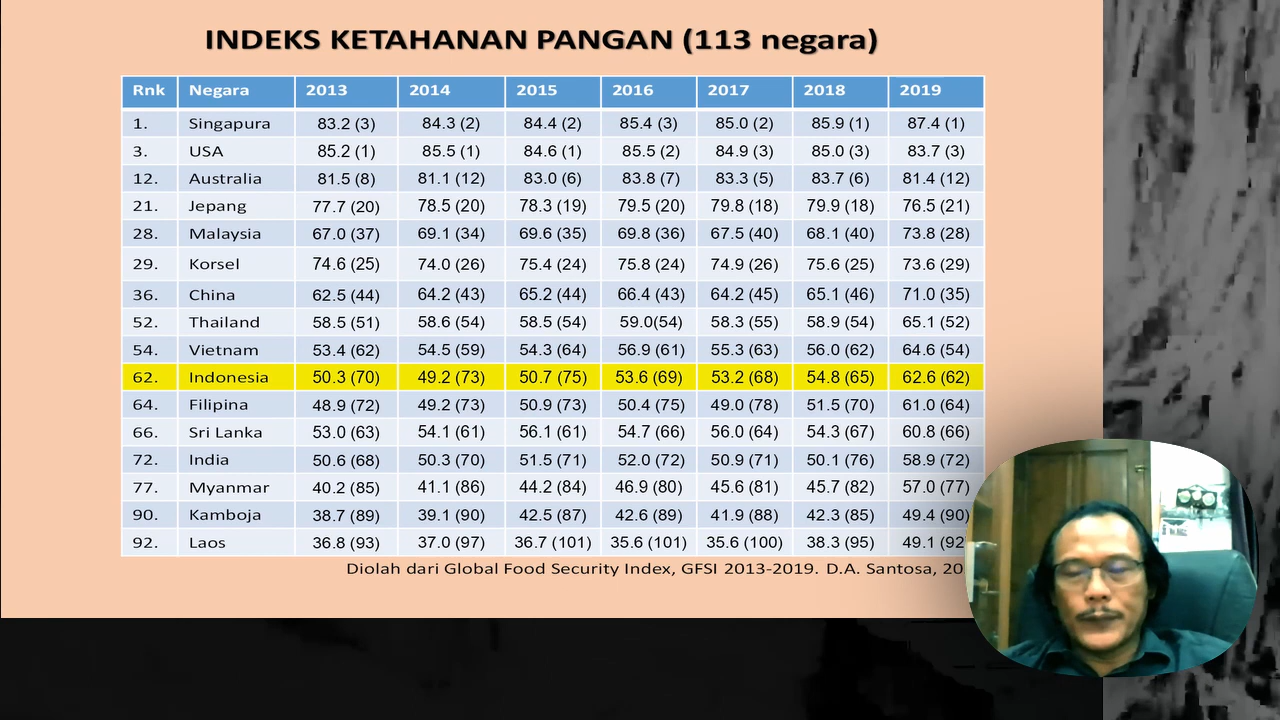 INDEKS KETAHANAN PANGAN (113 negara)
Rnk Negara 2013 2014 2015 2016 2017 2018 2019
1. Singapura 83.2 (3) 84.3 (2) 84.4 (2) 85.4 (3) 85.0 (2) 85.9 (1) 87.4 (1)
3. USA 85.2 (1) 85.5 (1) 84.6 (1) 85.5 (2) 84.9 (3) 85.0 (3) 83.7 (3)
12. Australia 81.5 (8) 81.1 (12) 83.0 (6) 83.8 (7) 83.3 (5) 83.7 (6) 81.4 (12)
21. Jepang 77.7 (20) 78.5 (20) 78.3 (19) 79.5 (20) 79.8 (18) 79.9 (18) 76.5 (21)
28. Malaysia 67.0 (37) 69.1 (34) 69.6 (35) 69.8 (36) 67.5 (40) 68.1 (40) 73.8 (28)
29. Korsel 74.6 (25) 74.0 (26) 75.4 (24) 75.8 (24) 74.9 (26) 75.6 (25) 73.6 (29)
36. China 62.5 (44) 64.2 (43) 65.2 (44) 66.4 (43) 64.2 (45) 65.1 (46) 71.0 (35)
52. Thailand 58.5 (51) 58.6 (54) 58.5 (54) 59.0(54) 58.3 (55) 58.9 (54) 65.1 (52)
54. Vietnam 53.4 (62) 54.5 (59) 54.3 (64) 56.9 (61) 55.3 (63) 56.0 (62) 64.6 (54)
62. Indonesia 50.3 (70) 49.2 (73) 50.7 (75) 53.6 (69) 53.2 (68) 54.8 (65) 62.6 (62)
64. Filipina 48.9 (72) 49.2 (73) 50.9 (73) 50.4 (75) 49.0 (78) 51.5 (70) 61.0 (64)
66. Sri Lanka 53.0 (63) 54.1 (61) 56.1 (61) 54.7 (66) 56.0 (64) 54.3 (67) 60.8 (66)
72. India 50.6 (68) 50.3 (70) 51.5 (71) 52.0 (72) 50.9 (71) 50.1 (76) 58.9 (72)
77. Myanmar 40.2 (85) 41.1 (86) 44.2 (84) 46.9 (80) 45.6 (81) 45.7 (82) 57.0 (77)
90. Kamboja 38.7 (89) 39.1 (90) 42.5 (87) 42.6 (89) 41.9 (88) 42.3 (85) 49.4 (90)
92. Laos 36.8 (93) 37.0 (97) 36.7 (101) 35.6 (101) 35.6 (100) 38.3 (95) 49.1 (92
Diolah dari Global Food Security Index, GFSI 2013-2019. D.A. Santosa, 20